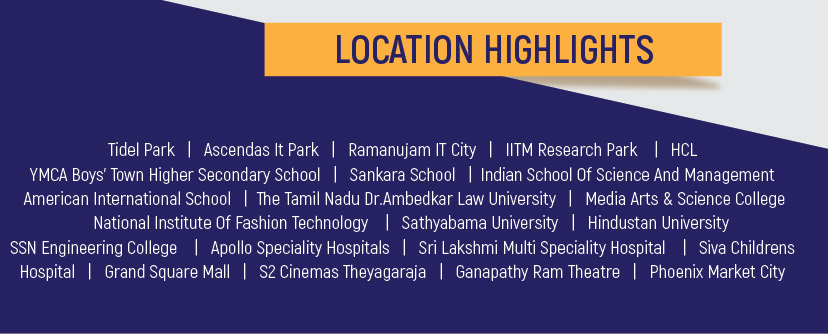 LOCATION HIGHLIGHTS
Tidel Park | Ascendas It Park | Ramanujam IT City | IITM Research Park | HCL
YMCA Boys' Town Higher Secondary School | Sankara School | Indian School Of Science And Management
American International School | The Tamil Nadu Dr.Ambedkar Law University | Media Arts & Science College
National Institute Of Fashion Technology | Sathyabama University | Hindustan University
SSN Engineering College | Apollo Speciality Hospitals | Sri Lakshmi Multi Speciality Hospital | Siva Childrens
Hospital | Grand Square Mall | S2 Cinemas Theyagaraja | Ganapathy Ram Theatre | Phoenix Market City